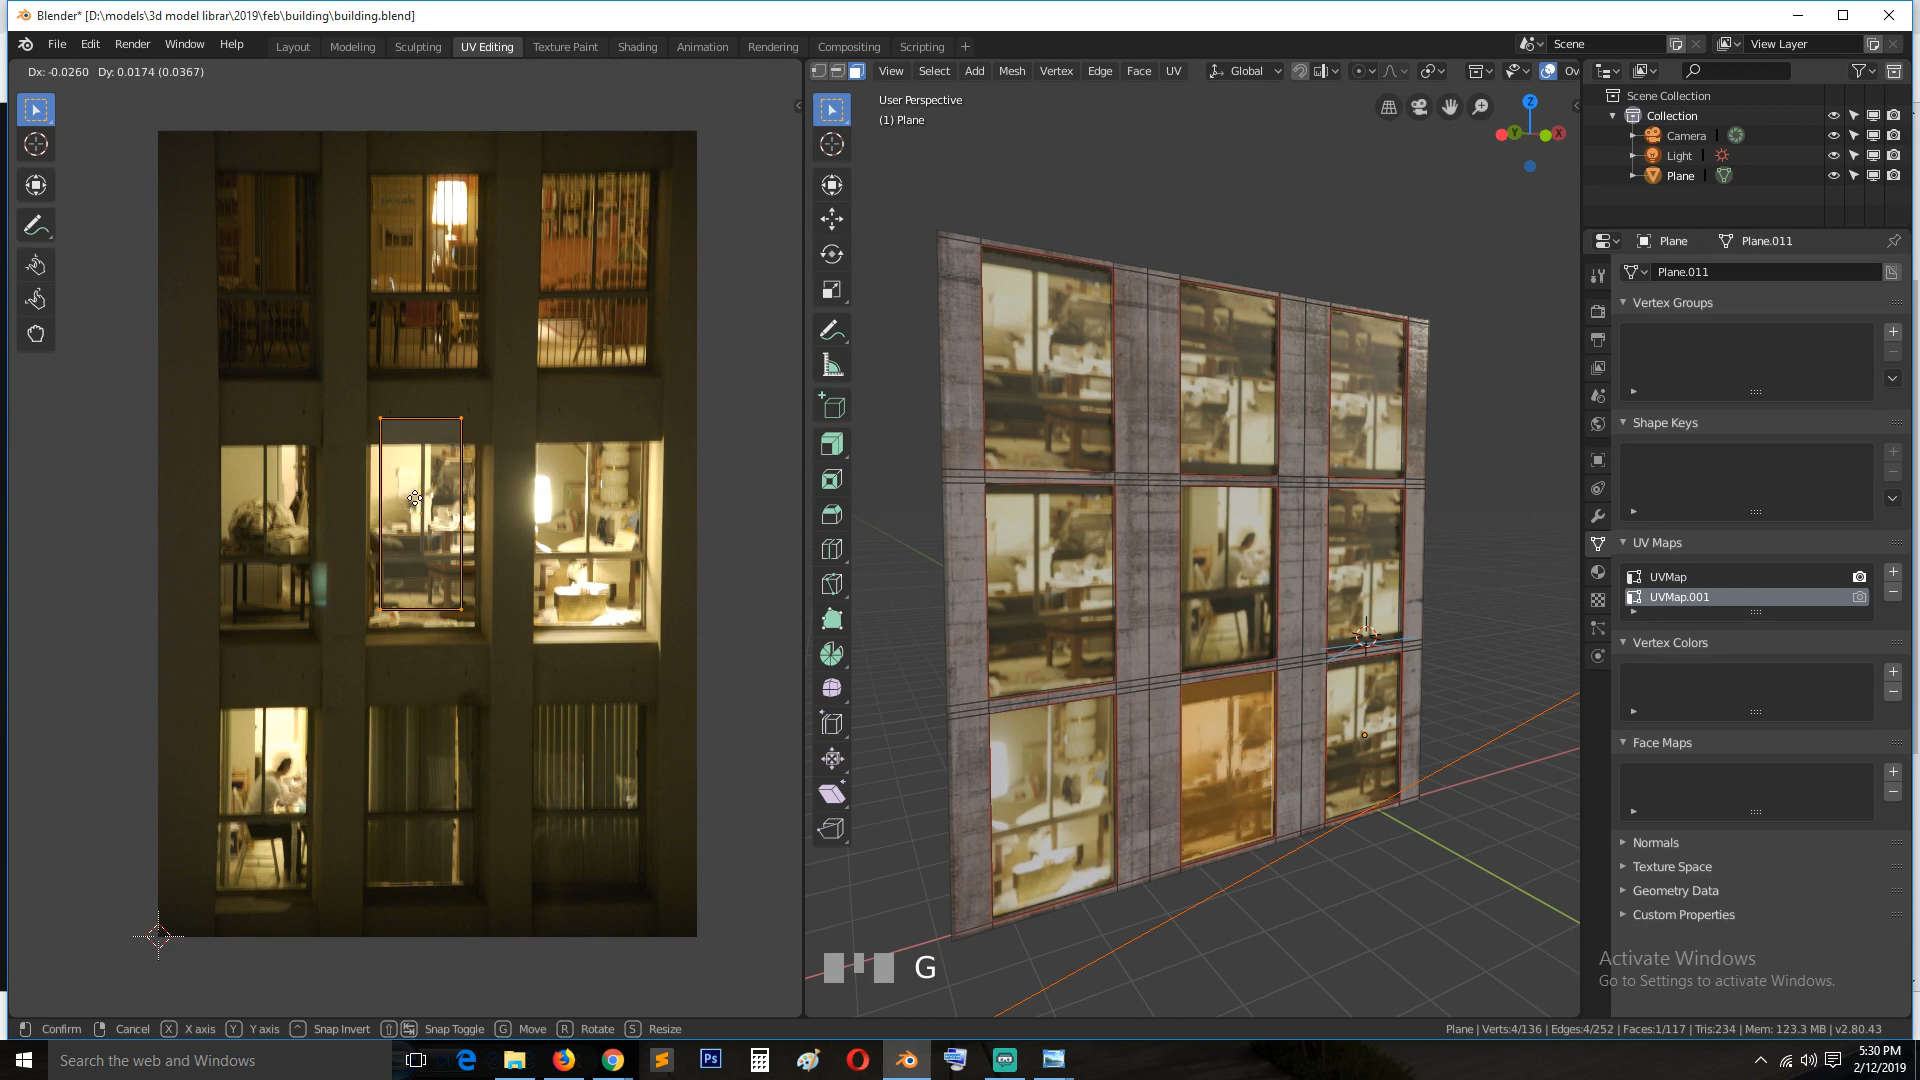 Blender* [D:\models\3d model librar\2019\feb\building\building.blend]
File Edit Render Window Help Layout Modeling Sculpting UV Editing Texture Paint Shading Animation Rendering Compositing Scripting + Scene View Layer
Dx: -0.0260 Dy: 0.0174 (0.0367)
View Select Add Mesh Vertex Edge Face UV Global Ov
User Perspective
(1) Plane
Z
Y
X
Scene Collection
Collection
Camera
Light
Plane
Plane Plane.011
Plane.011
Vertex Groups
Shape Keys
UV Maps
UVMap
UVMap.001
Vertex Colors
Face Maps
Normals
Texture Space
Geometry Data
Custom Properties
G
Activate Windows
Go to Settings to activate Windows.
Confirm Cancel X X axis Y Y axis ^ Snap Invert Snap Toggle G Move R Rotate S Resize
Plane | Verts:4/136 | Edges:4/252 | Faces:1/117 | Tris:234 | Mem: 123.3 MB | v2.80.43
Search the web and Windows
Ps
5:30 PM
2/12/2019